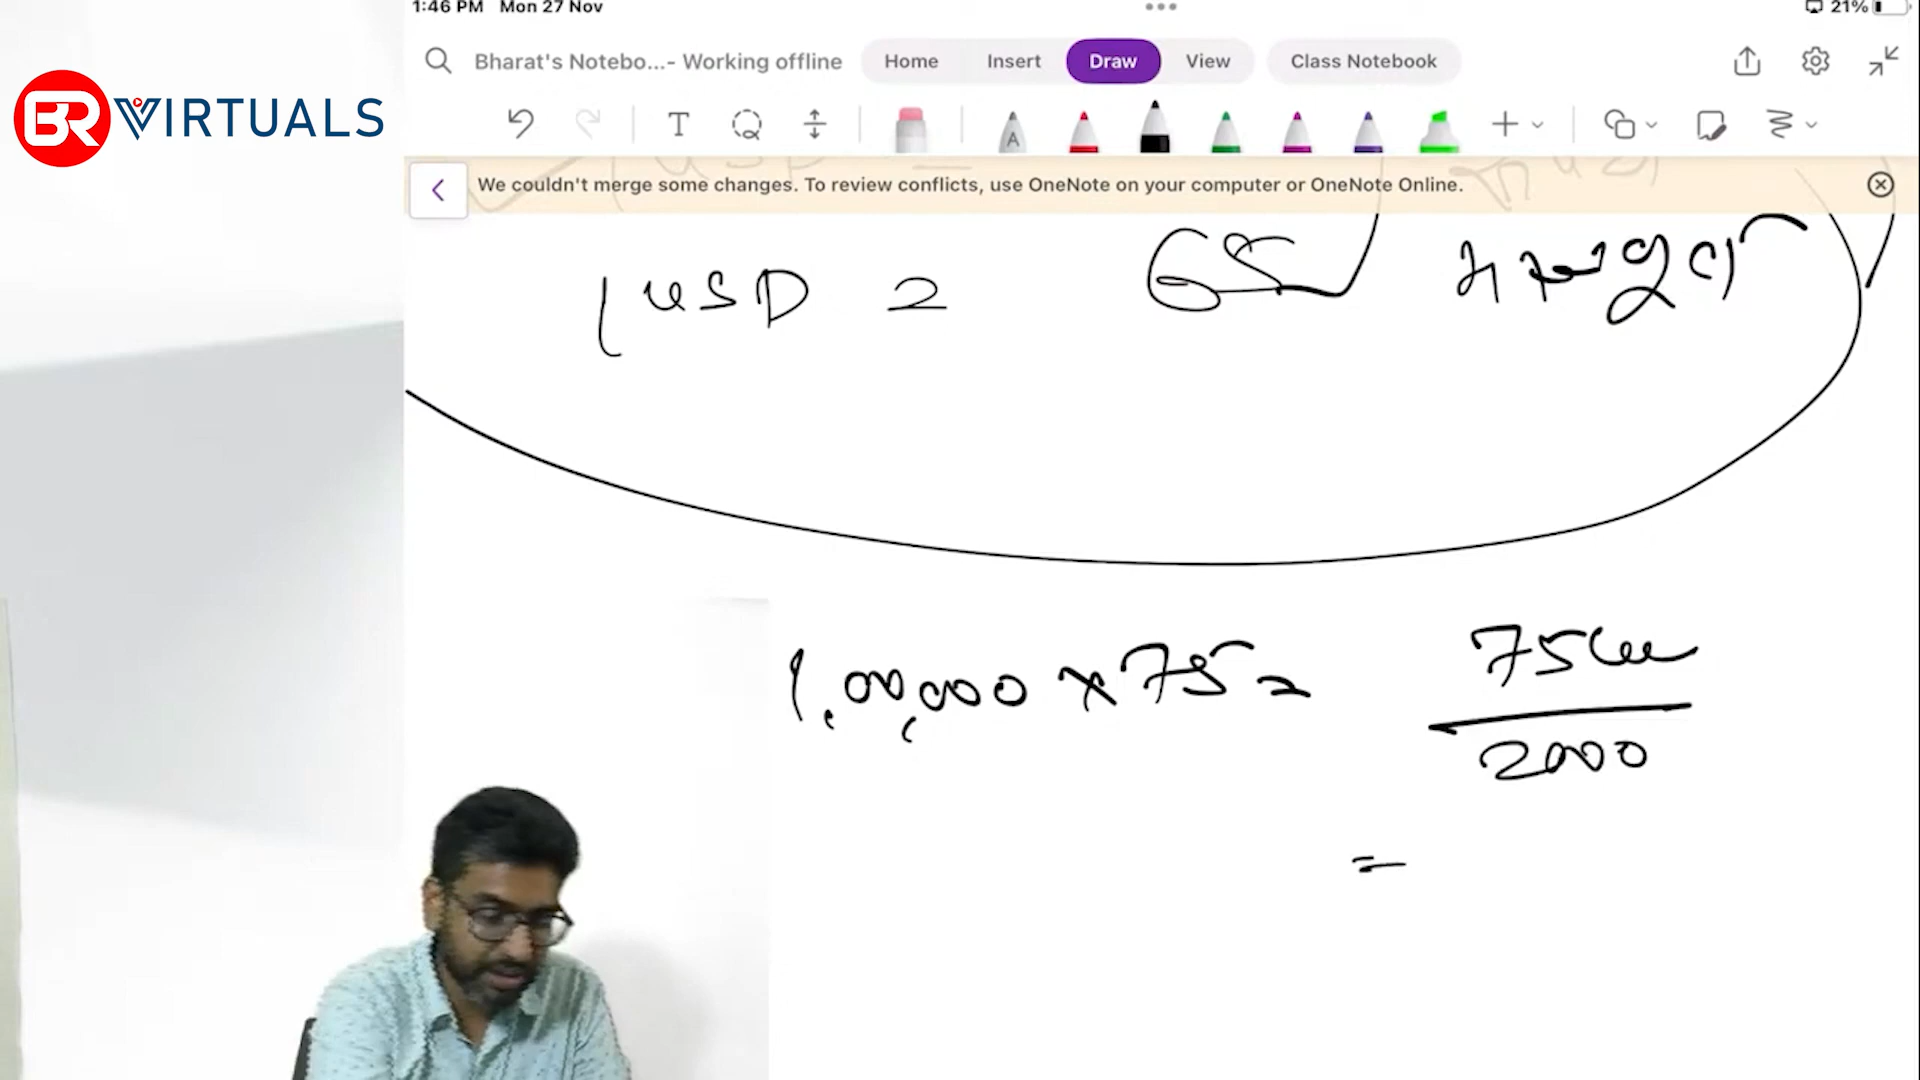 1:46 PM Mon 27 Nov
21%
BR VIRTUALS
Bharat's Notebo...- Working offline
Home
Insert
Draw
View
Class Notebook
T
A
We couldn't merge some changes. To review conflicts, use OneNote on your computer or OneNote Online.
1 USD = 65
1,00,000 x 75 =
75
2000
=